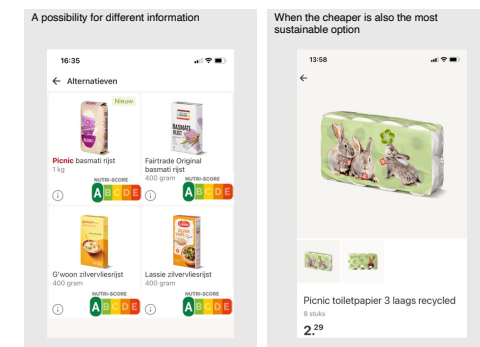 A possibility for different information
When the cheaper is also the most
sustainable option
16:35
← Alternatieven
Nieuw
BASMATI
RIJST
Picnic basmati rijst
1 kg
Fairtrade Original
basmati rijst
400 gram
NUTRI-SCORE
A B C D E
NUTRI-SCORE
A B C D E
G'woon zilvervliesrijst
400 gram
Lassie zilvervliesrijst
400 gram
NUTRI-SCORE
A B C D E
NUTRI-SCORE
A B C D E
13:58
←
Picnic toiletpapier 3 laags recycled
8 stuks
2.29